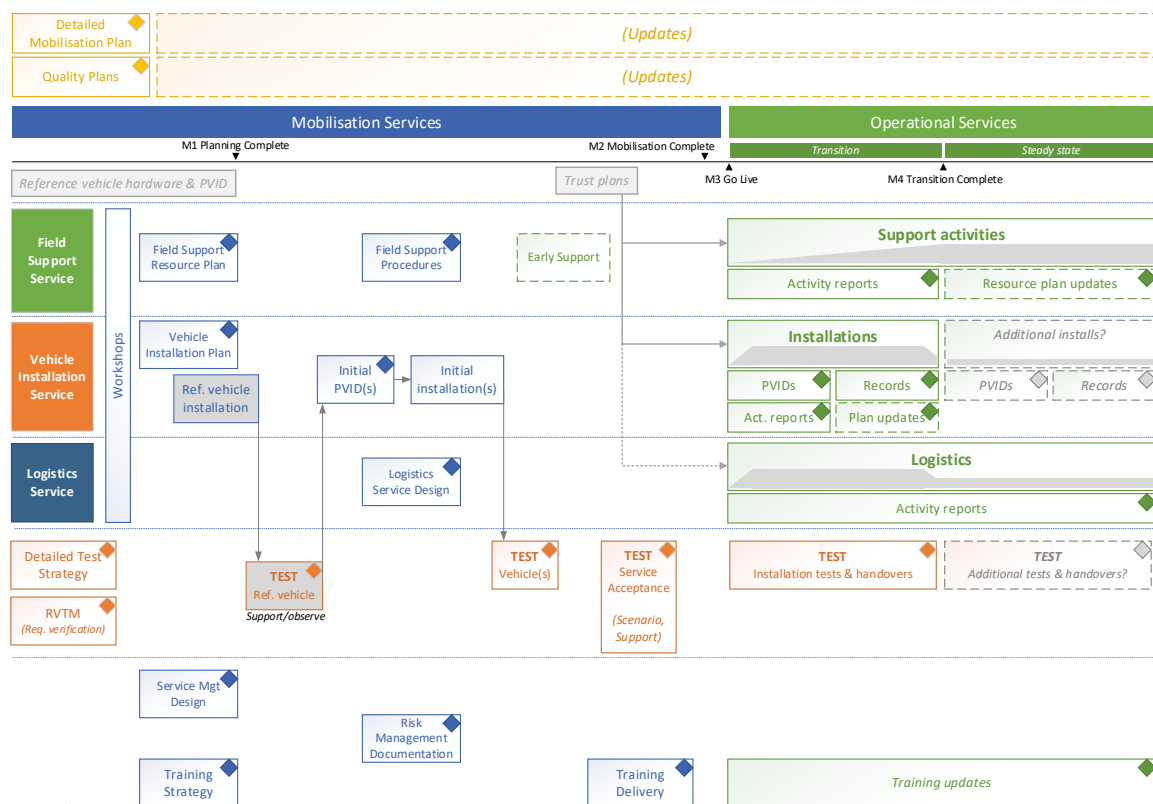 Detailed
Mobilisation Plan
(Updates)
Quality Plans
(Updates)
Mobilisation Services
Operational Services
M1 Planning Complete
M2 Mobilisation Complete
Transition
Steady state
M3 Go Live
M4 Transition Complete
Reference vehicle hardware & PVID
Trust plans
Field
Support
Service
Workshops
Field Support
Resource Plan
Field Support
Procedures
Early Support
Support activities
Activity reports
Resource plan updates
Vehicle
Installation
Service
Vehicle
Installation Plan
Ref. vehicle
installation
Initial
PVID(s)
Initial
installation(s)
Installations
Additional installs?
PVIDs
Records
PVIDs
Records
Act. reports
Plan updates
Logistics
Service
Logistics
Service Design
Logistics
Activity reports
Detailed Test
Strategy
RVTM
(Req. verification)
TEST
Ref. vehicle
Support/observe
TEST
Vehicle(s)
TEST
Service
Acceptance
(Scenario,
Support)
TEST
Installation tests & handovers
TEST
Additional tests & handovers?
Service Mgt
Design
Risk
Management
Documentation
Training
Strategy
Training
Delivery
Training updates